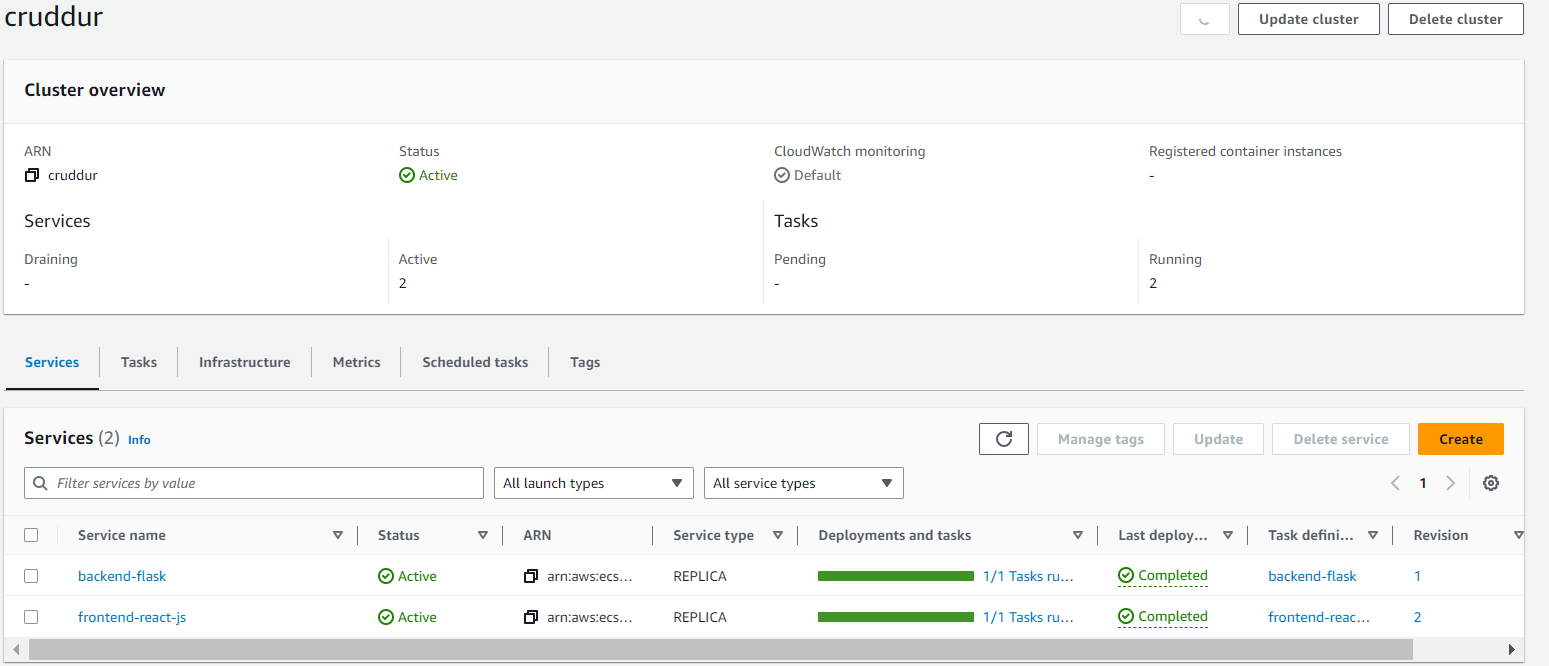 cruddur Update cluster Delete cluster
Cluster overview
ARN Status CloudWatch monitoring Registered container instances
cruddur Active Default -
Services Tasks
Draining Active Pending Running
- 2 - 2
Services Tasks Infrastructure Metrics Scheduled tasks Tags
Services (2) Info Manage tags Update Delete service Create
Filter services by value All launch types All service types 1
Service name Status ARN Service type Deployments and tasks Last deploy... Task defini... Revision
backend-flask Active arn:aws:ecs... REPLICA 1/1 Tasks ru... Completed backend-flask 1
frontend-react-js Active arn:aws:ecs... REPLICA 1/1 Tasks ru... Completed frontend-reac... 2